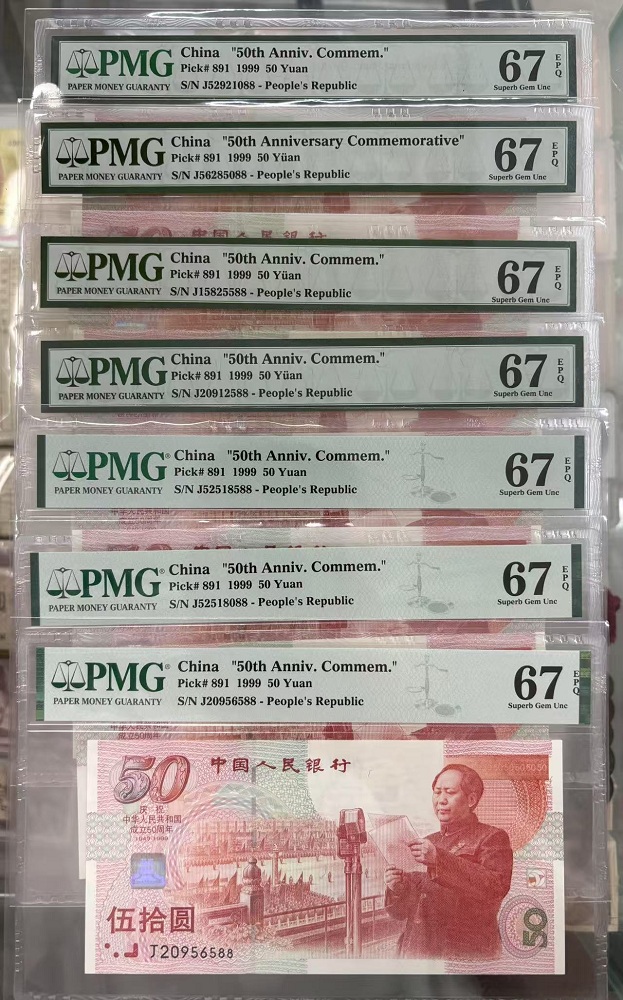 PMG
PAPER MONEY GUARANTY
China "50th Anniv. Commem."
Pick# 891 1999 50 Yuan
S/N J52921088 - People's Republic
67
EPQ
Superb Gem Unc
PMG
PAPER MONEY GUARANTY
China "50th Anniversary Commemorative"
Pick# 891 1999 50 Yüan
S/N J56285088 - People's Republic
67
EPQ
Superb Gem Unc
中国人民银行
PMG
PAPER MONEY GUARANTY
China "50th Anniv. Commem."
Pick# 891 1999 50 Yüan
S/N J15825588 - People's Republic
67
EPQ
Superb Gem Unc
PMG
PAPER MONEY GUARANTY
China "50th Anniv. Commem."
Pick# 891 1999 50 Yüan
S/N J20912588 - People's Republic
67
EPQ
Superb Gem Unc
PMG®
PAPER MONEY GUARANTY
China "50th Anniv. Commem."
Pick# 891 1999 50 Yuan
S/N J52518588 - People's Republic
67
EPQ
Superb Gem Unc
PMG®
PAPER MONEY GUARANTY
China "50th Anniv. Commem."
Pick# 891 1999 50 Yuan
S/N J52518088 - People's Republic
67
EPQ
Superb Gem Unc
PMG®
PAPER MONEY GUARANTY
China "50th Anniv. Commem."
Pick# 891 1999 50 Yuan
S/N J20956588 - People's Republic
67
EPQ
Superb Gem Unc
50
中国人民银行
庆祝
中华人民共和国
成立50周年
1949-1999
伍拾圆
J20956588
50